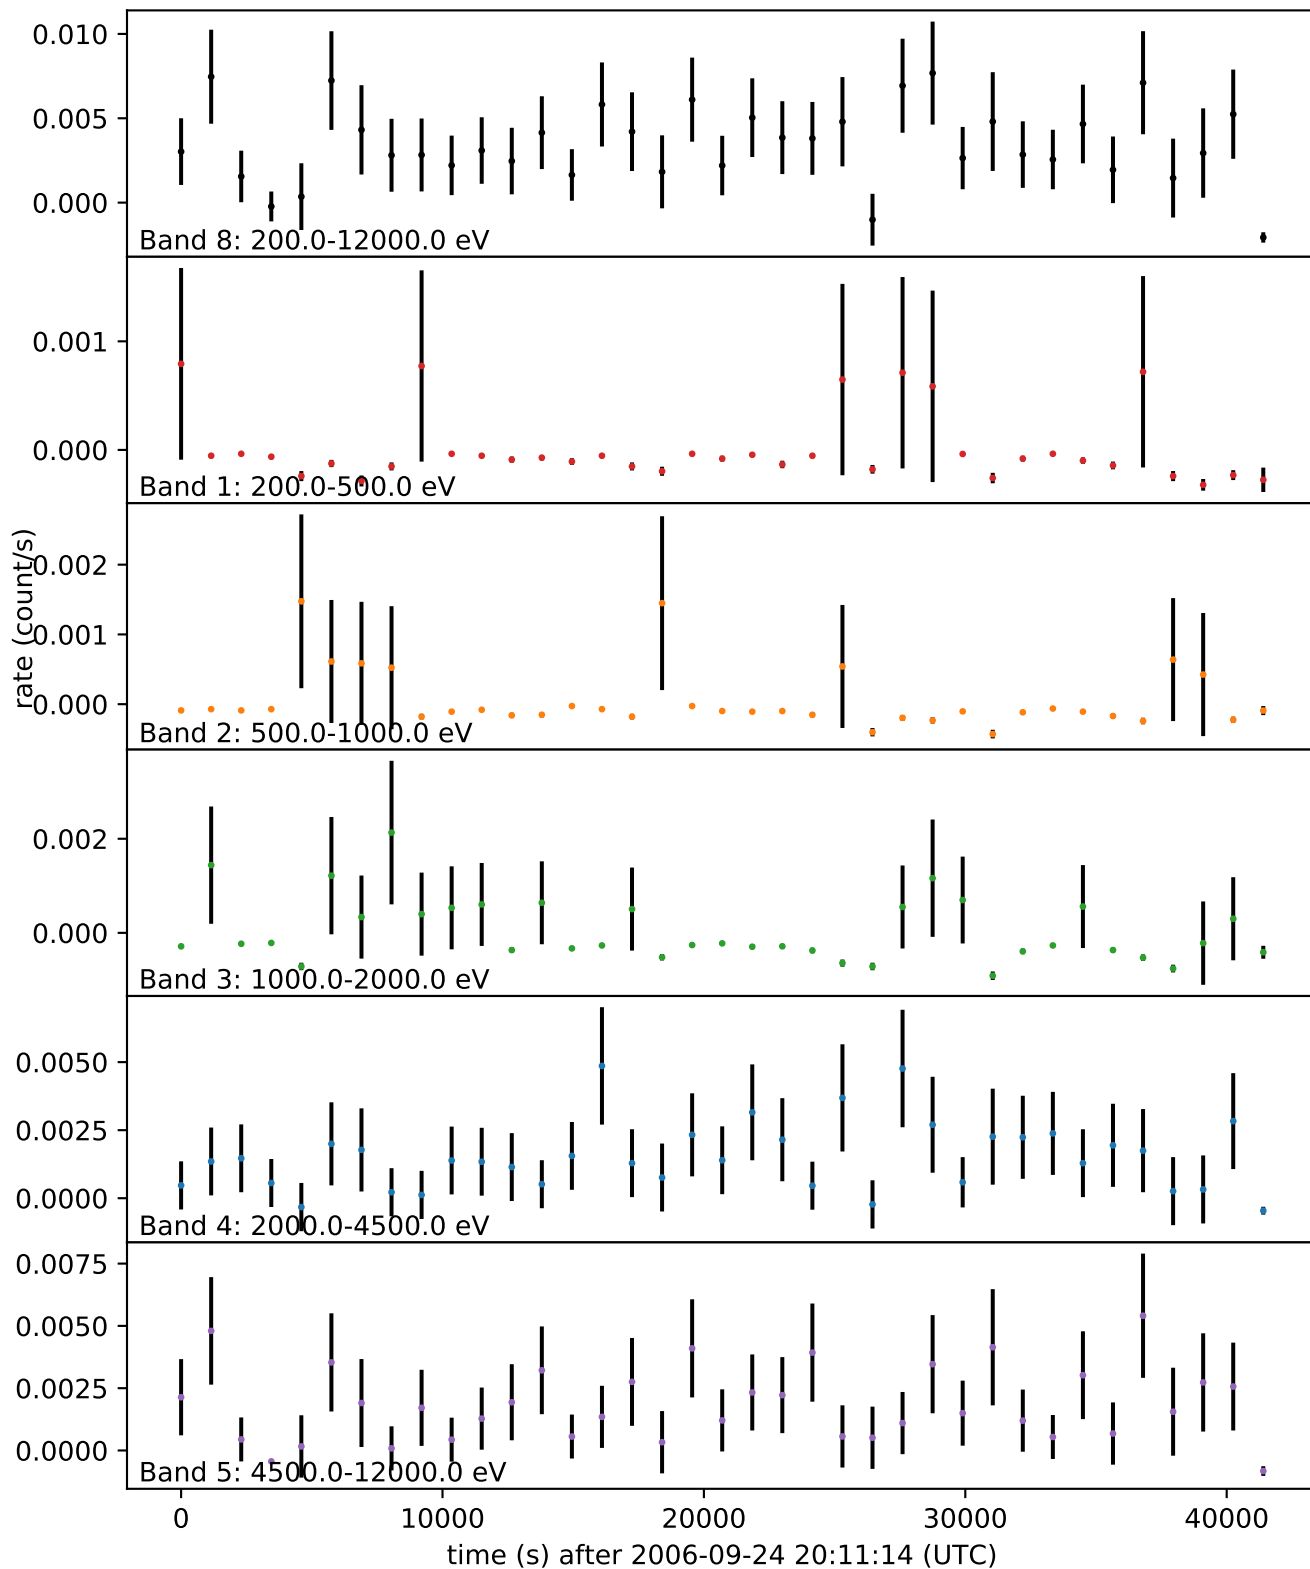 0.010
0.005
0.000
Band 8: 200.0-12000.0 eV
0.001
0.000
Band 1: 200.0-500.0 eV
rate (count/s)
0.002
0.001
0.000
Band 2: 500.0-1000.0 eV
0.002
0.000
Band 3: 1000.0-2000.0 eV
0.0050
0.0025
0.0000
Band 4: 2000.0-4500.0 eV
0.0075
0.0050
0.0025
0.0000
Band 5: 4500.0-12000.0 eV
0 10000 20000 30000 40000
time (s) after 2006-09-24 20:11:14 (UTC)